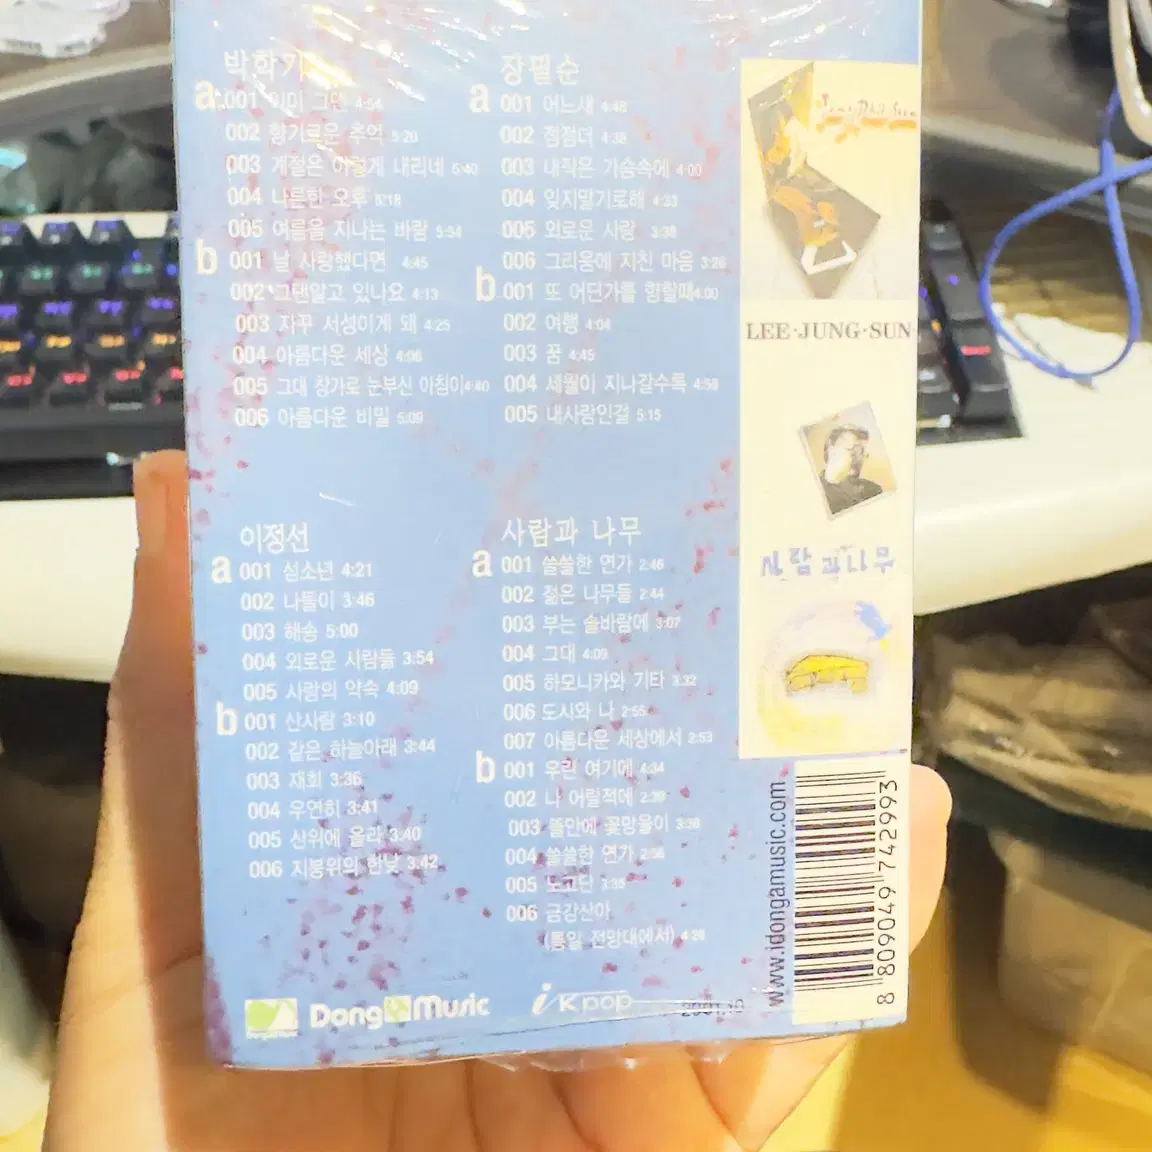 박학기
a 001 이미 그댄 4:54
002 향기로운 추억 5:20
003 계절은 이렇게 내리네 5:40
004 나른한 오후 5:18
005 여름을 지나는 바람 5:54
b 001 날 사랑했다면 4:45
002 그댄알고 있나요 4:13
003 자꾸 서성이게 돼 4:25
004 아름다운 세상 4:06
005 그대 창가로 눈부신 아침이 4:40
006 아름다운 비밀 5:09
장필순
a 001 어느새 4:48
002 점점더 4:38
003 내작은 가슴속에 4:00
004 잊지말기로해 4:33
005 외로운 사랑 3:38
006 그리움에 지친 마음 3:26
b 001 또 어딘가를 향할때 4:00
002 여행 4:04
003 꿈 4:45
004 세월이 지나갈수록 4:58
005 내사랑인걸 5:15
이정선
a 001 섬소년 4:21
002 나들이 3:46
003 해송 5:00
004 외로운 사람들 3:54
005 사랑의 약속 4:09
b 001 산사람 3:10
002 같은 하늘아래 3:44
003 재회 3:36
004 우연히 3:41
005 산위에 올라 3:40
006 지붕위의 한낮 3:42
사람과 나무
a 001 쓸쓸한 연가 2:46
002 젊은 나무들 2:44
003 부는 솔바람에 3:07
004 그대 4:09
005 하모니카와 기타 3:32
006 도시와 나 2:55
007 아름다운 세상에서 2:53
b 001 우린 여기에 4:34
002 나 어릴적에 2:39
003 뜰안에 꽃망울이 3:30
004 쓸쓸한 연가 2:56
005 노고단 3:35
006 금강산아
(통일 전망대에서) 4:28
LEE·JUNG·SUN
사람과나무
www.idongamusic.com
8 809049 742993
Dong Music
i Kpop
2001.10